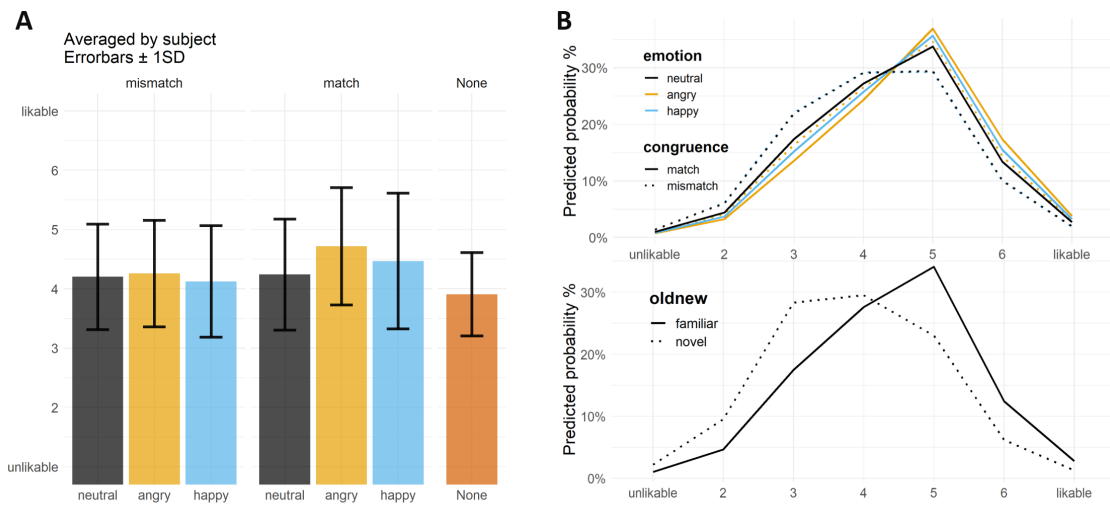 A
Averaged by subject
Errorbars ± 1SD
mismatch
match
None
likable
6
5
4
3
2
unlikable
neutral
angry
happy
neutral
angry
happy
None
B
Predicted probability %
30%
20%
10%
0%
emotion
neutral
angry
happy
congruence
match
mismatch
unlikable
2
3
4
5
6
likable
Predicted probability %
30%
20%
10%
0%
oldnew
familiar
novel
unlikable
2
3
4
5
6
likable